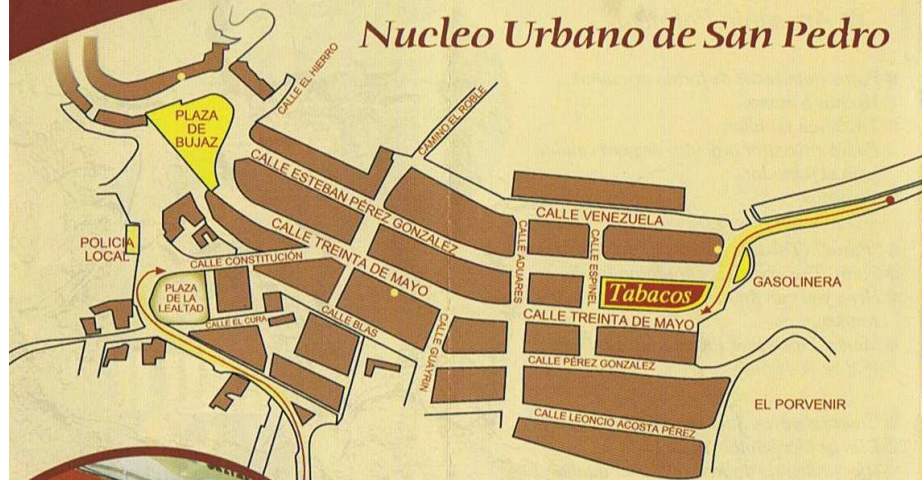 Nucleo Urbano de San Pedro
CALLE EL HIERRO
CAMINO EL ROBLE
PLAZA
DE
BUJAZ
CALLE ESTEBAN PÉREZ GONZALEZ
CALLE VENEZUELA
CALLE TREINTA DE MAYO
CALLE ADUARES
CALLE ESPINEL
POLICIA
LOCAL
CALLE CONSTITUCIÓN
GASOLINERA
PLAZA
DE LA
LEALTAD
Tabacos
CALLE EL CURA
CALLE BLAS
CALLE GUAYRIN
CALLE TREINTA DE MAYO
CALLE PÉREZ GONZALEZ
EL PORVENIR
CALLE LEONCIO ACOSTA PÉREZ